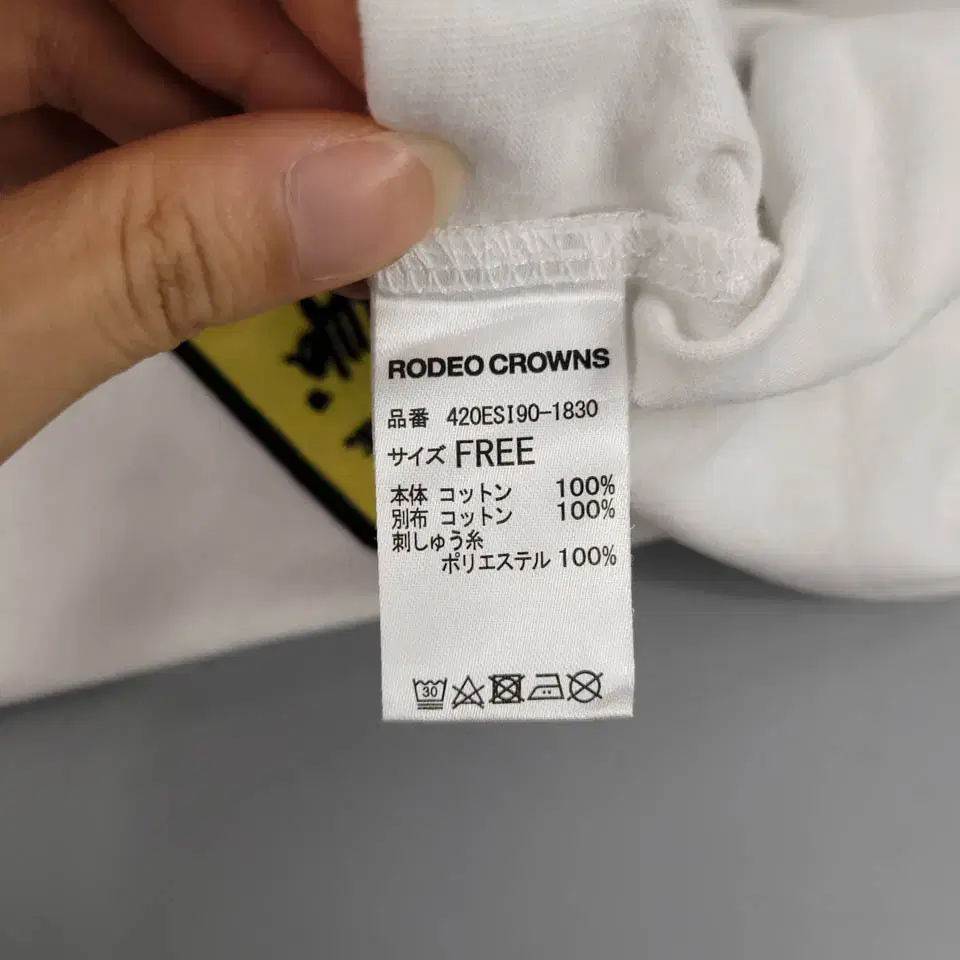 RODEO CROWNS
品番 420ESI90-1830
サイズ FREE
本体 コットン 100%
別布 コットン 100%
刺しゅう糸
ポリエステル 100%
30